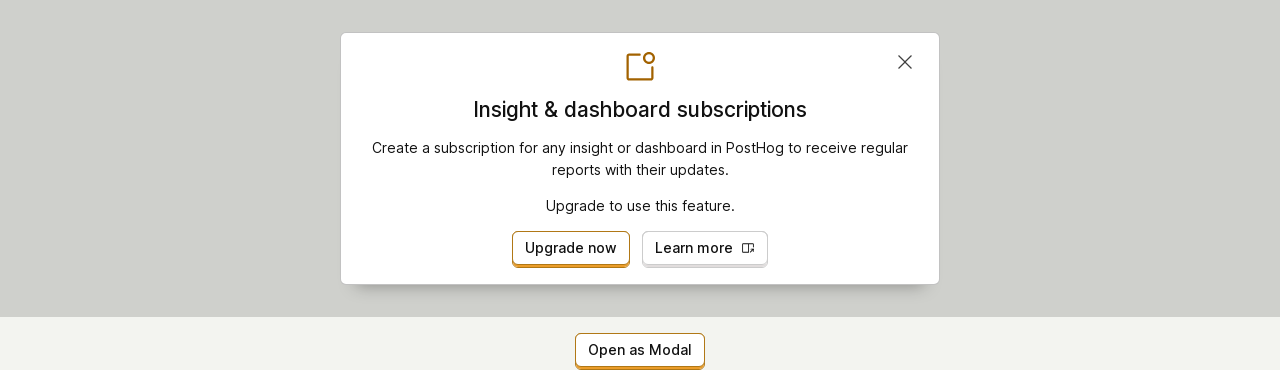 Insight & dashboard subscriptions
Create a subscription for any insight or dashboard in PostHog to receive regular
reports with their updates.
Upgrade to use this feature.
Upgrade now
Learn more
Open as Modal